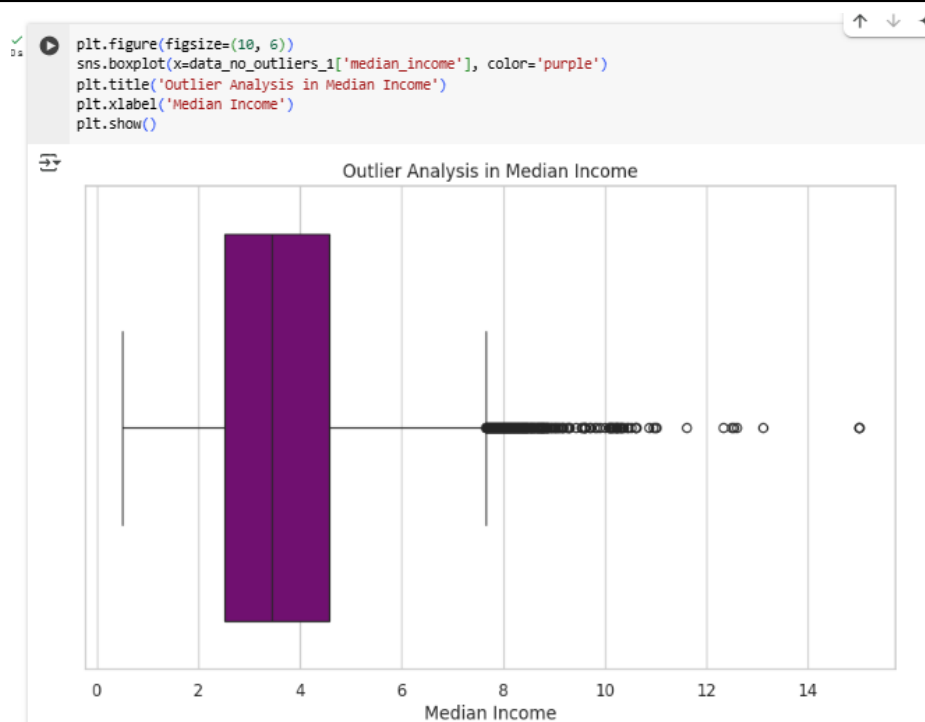 0s
plt.figure(figsize=(10, 6))
sns.boxplot(x=data_no_outliers_1['median_income'], color='purple')
plt.title('Outlier Analysis in Median Income')
plt.xlabel('Median Income')
plt.show()
Outlier Analysis in Median Income
0 2 4 6 8 10 12 14
Median Income